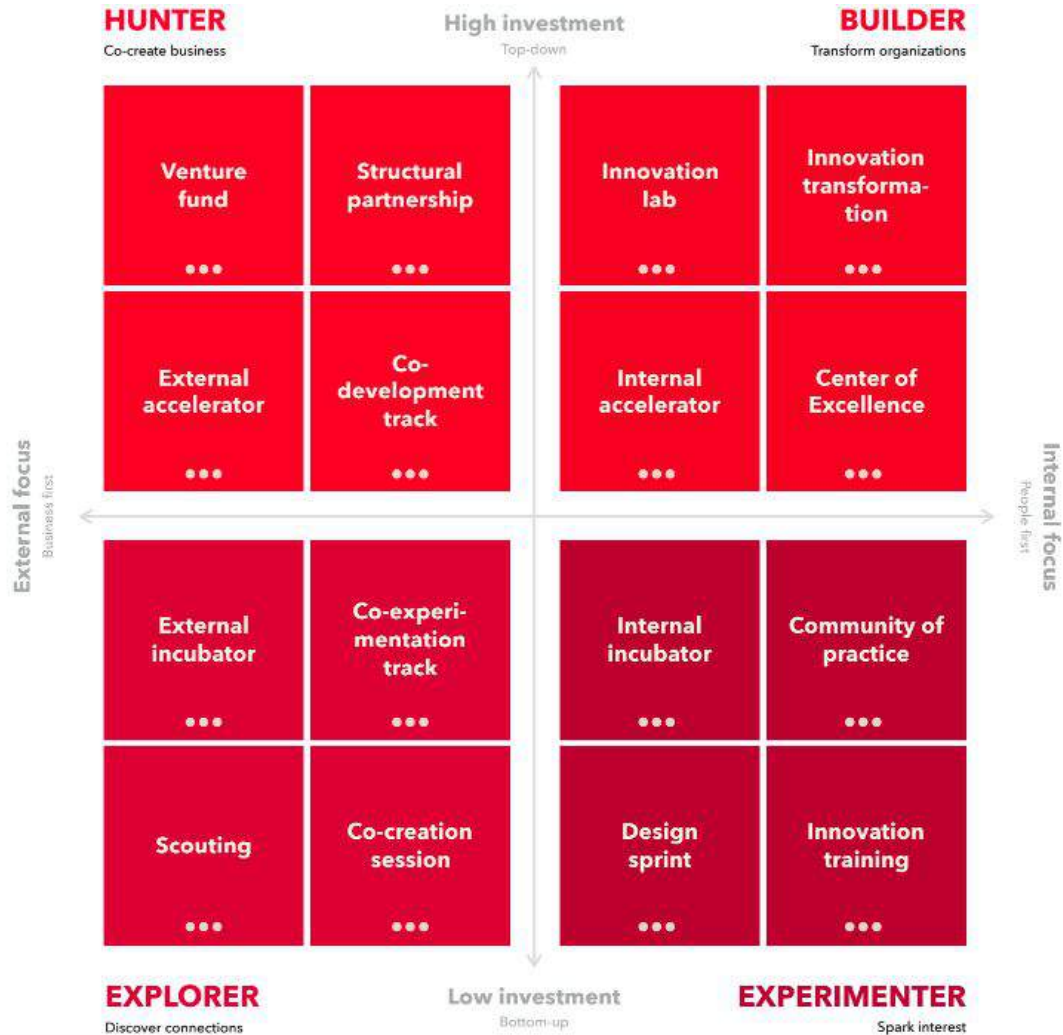 HUNTER
Co-create business
High investment
Top-down
BUILDER
Transform organizations
Venture
fund
Structural
partnership
Innovation
lab
Innovation
transforma-
tion
External
accelerator
Co-
development
track
Internal
accelerator
Center of
Excellence
External focus
Business first
Internal focus
People first
External
incubator
Co-experi-
mentation
track
Internal
incubator
Community of
practice
Scouting
Co-creation
session
Design
sprint
Innovation
training
EXPLORER
Discover connections
Low investment
Bottom-up
EXPERIMENTER
Spark interest